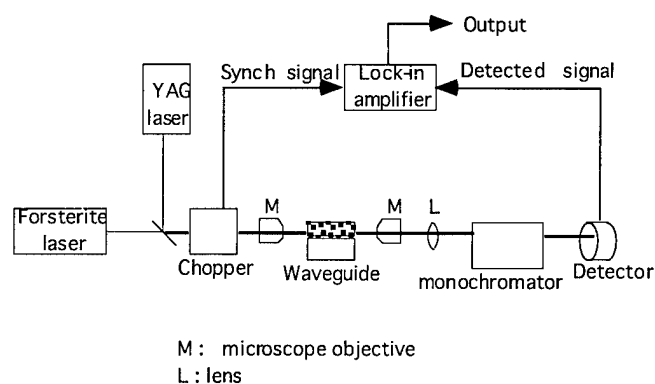 Output
Synch signal
Lock-in
amplifier
Detected signal
YAG
laser
Forsterite
laser
Chopper
M
Waveguide
M
L
monochromator
Detector
M : microscope objective
L : lens